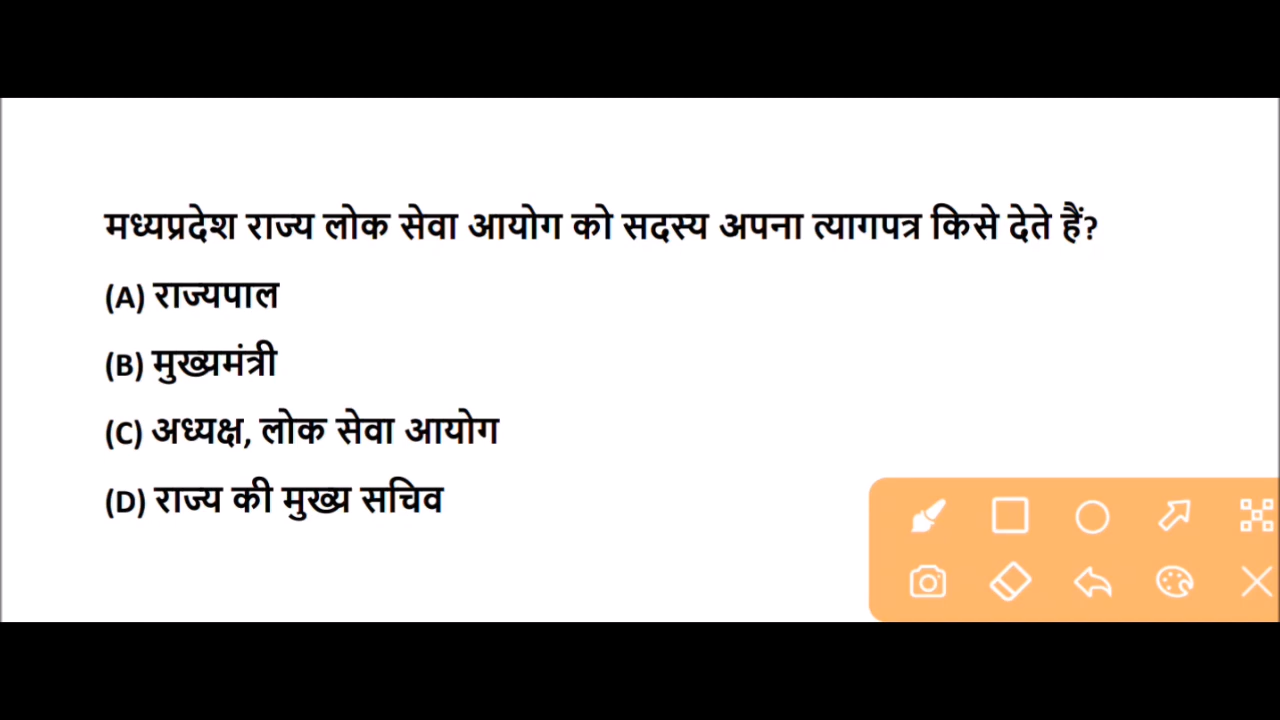 मध्यप्रदेश राज्य लोक सेवा आयोग को सदस्य अपना त्यागपत्र किसे देते हैं?
(A) राज्यपाल
(B) मुख्यमंत्री
(C) अध्यक्ष, लोक सेवा आयोग
(D) राज्य की मुख्य सचिव